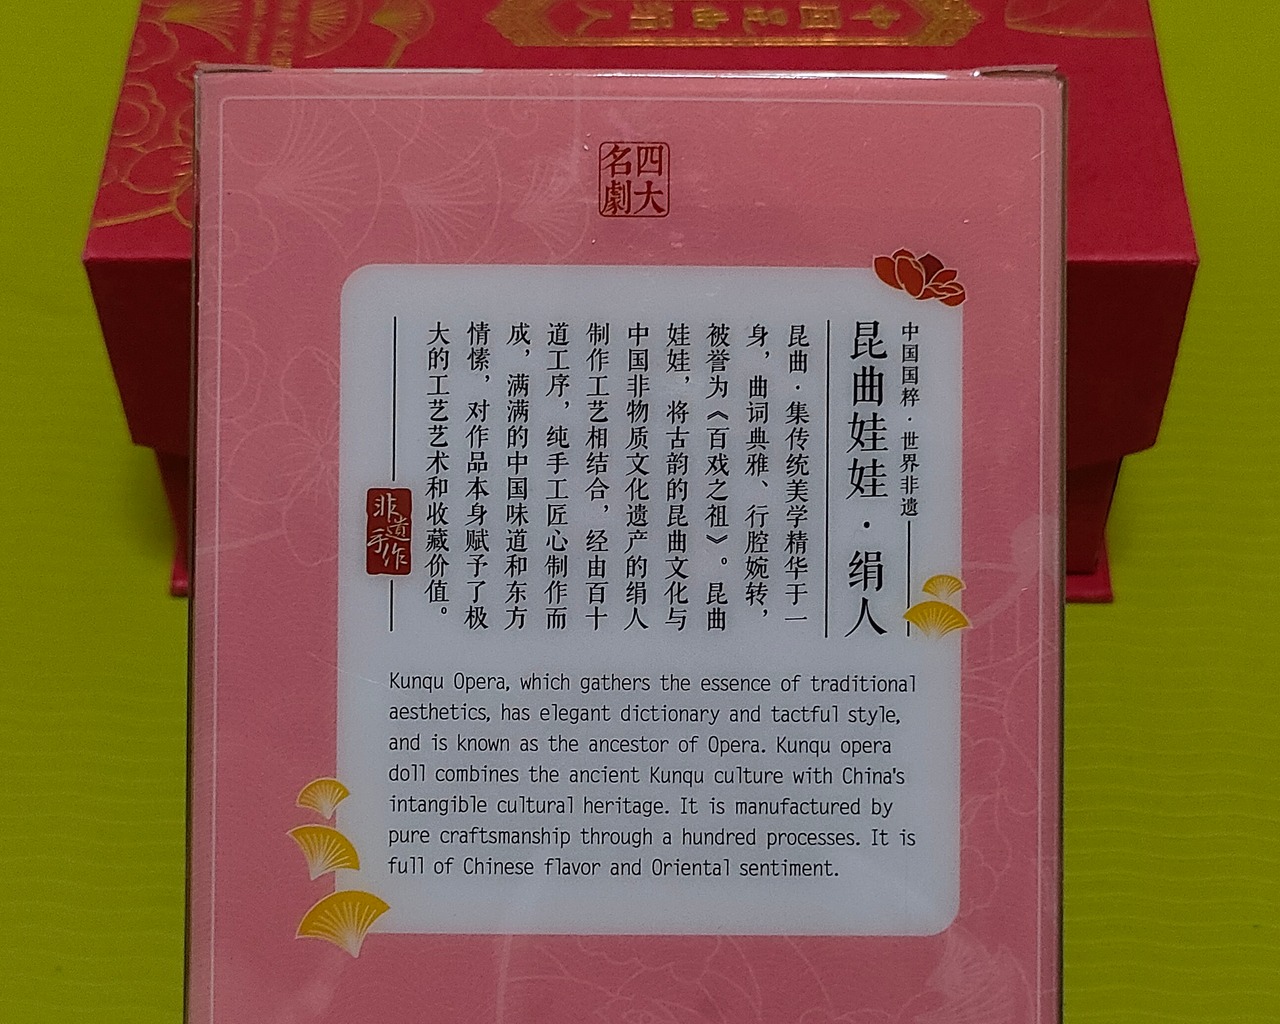 中国昆曲绢人
四大
名劇
中国国粹·世界非遗
昆曲娃娃·绢人
昆曲·集传统美学精华于一
身，曲词典雅、行腔婉转，
被誉为《百戏之祖》。昆曲
娃娃，将古韵的昆曲文化与
中国非物质文化遗产的绢人
制作工艺相结合，经由百十
道工序，纯手工匠心制作而
成，满满的中国味道和东方
情愫，对作品本身赋予了极
大的工艺艺术和收藏价值。
非遗
手作
Kunqu Opera, which gathers the essence of traditional
aesthetics, has elegant dictionary and tactful style,
and is known as the ancestor of Opera. Kunqu opera
doll combines the ancient Kunqu culture with China's
intangible cultural heritage. It is manufactured by
pure craftsmanship through a hundred processes. It is
full of Chinese flavor and Oriental sentiment.